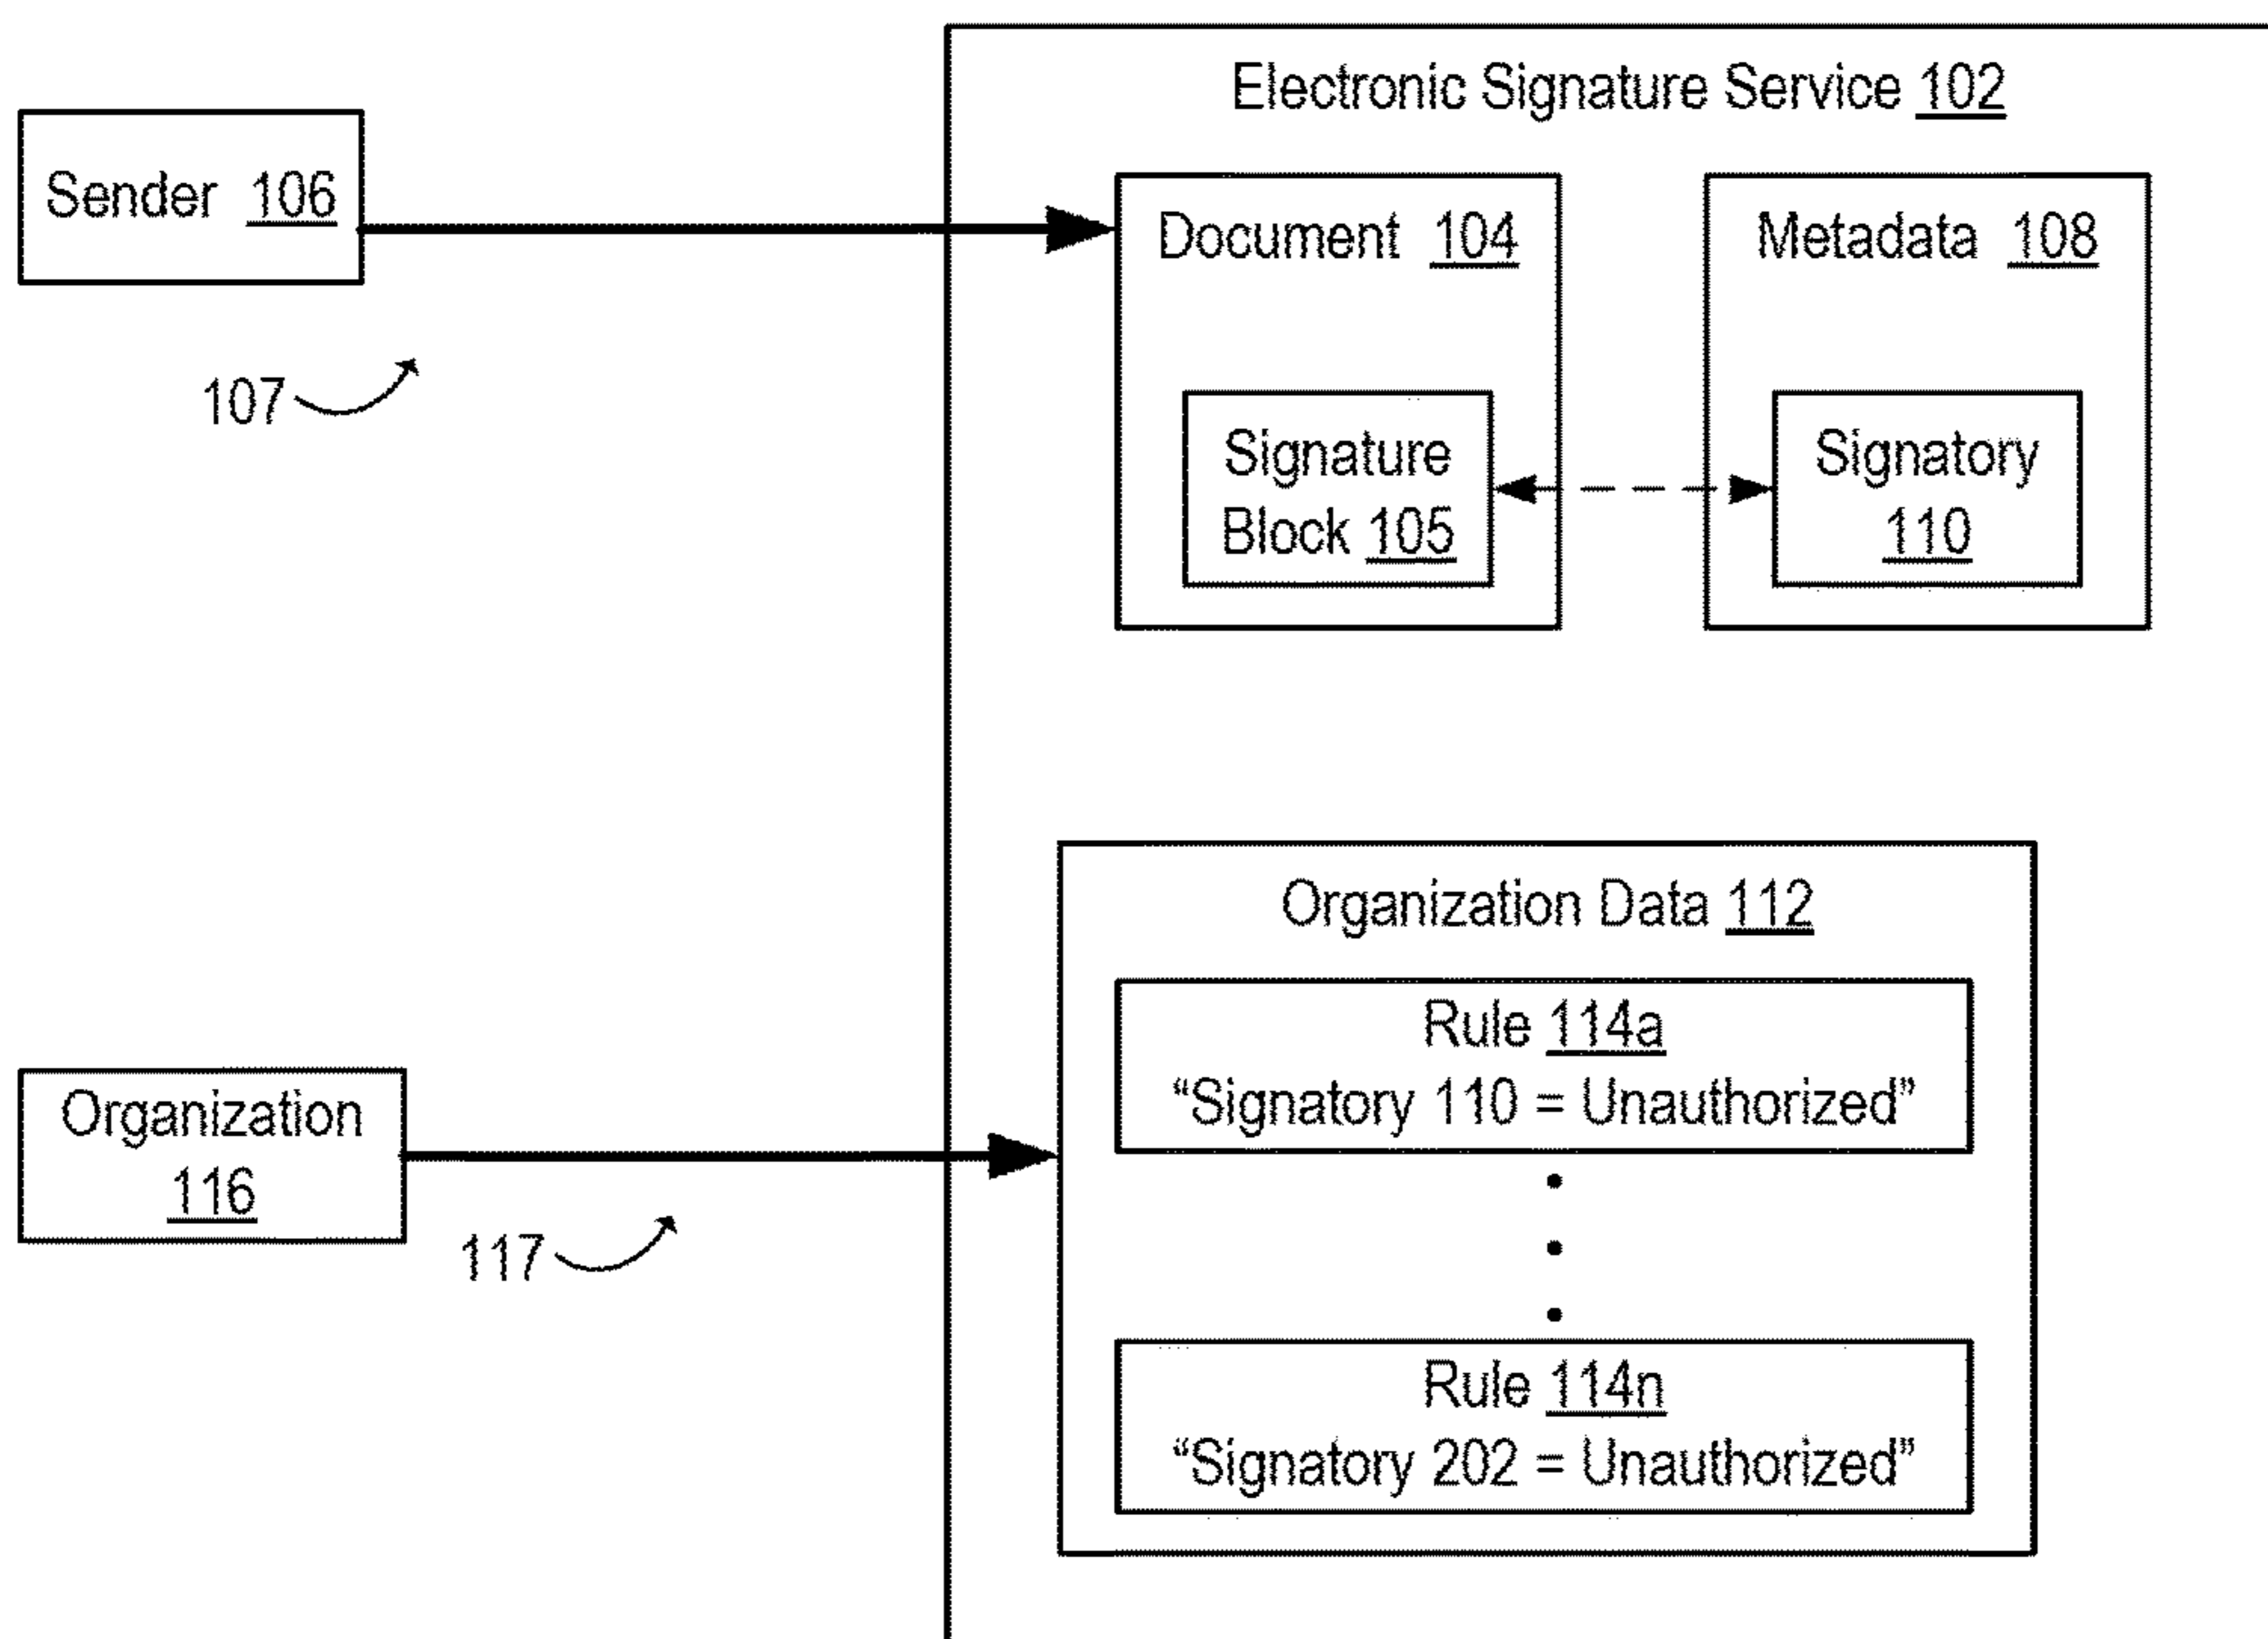 Electronic Signature Service 102
Sender 106
Document 104
Metadata 108
107
Signature
Block 105
Signatory
110
Organization Data 112
Rule 114a
“Signatory 110 = Unauthorized”
Organization
116
117
Rule 114n
“Signatory 202 = Unauthorized”